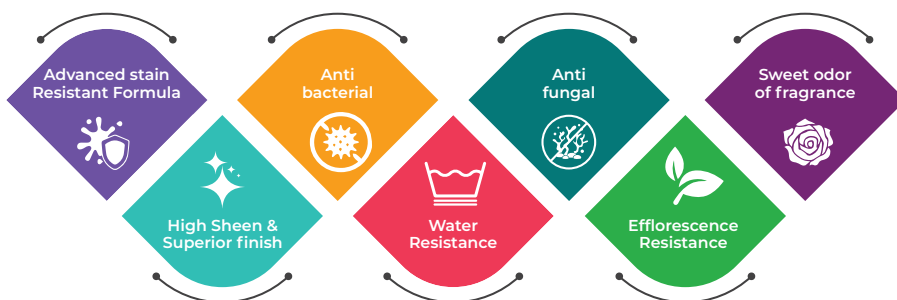 Advanced stain
Resistant Formula
High Sheen &
Superior finish
Anti
bacterial
Water
Resistance
Anti
fungal
Efflorescence
Resistance
Sweet odor
of fragrance